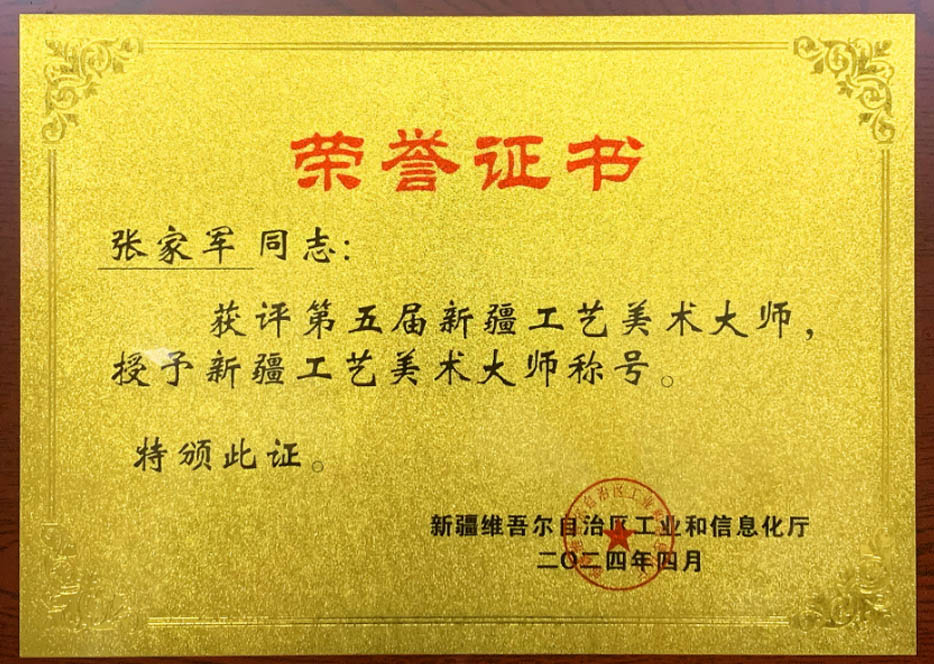 荣誉证书
张家军同志：
获评第五届新疆工艺美术大师，
授予新疆工艺美术大师称号。
特颁此证。
新疆维吾尔自治区工业和信息化厅
二〇二四年四月